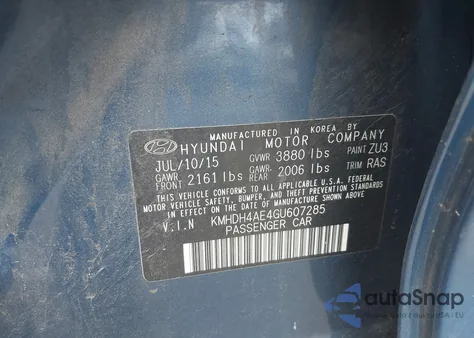 MANUFACTURED IN KOREA BY
HYUNDAI MOTOR COMPANY
JUL/10/15 GVWR 3880 lbs PAINT ZU3
GAWR FRONT 2161 lbs GAWR REAR 2006 lbs TRIM RAS
THIS VEHICLE CONFORMS TO ALL APPLICABLE U.S.A. FEDERAL
MOTOR VEHICLE SAFETY, BUMPER, AND THEFT PREVENTION STANDARDS
IN EFFECT ON THE DATE OF MANUFACTURE SHOWN ABOVE.
V.I.N KMHDH4AE4GU607285
PASSENGER CAR
autaSnap